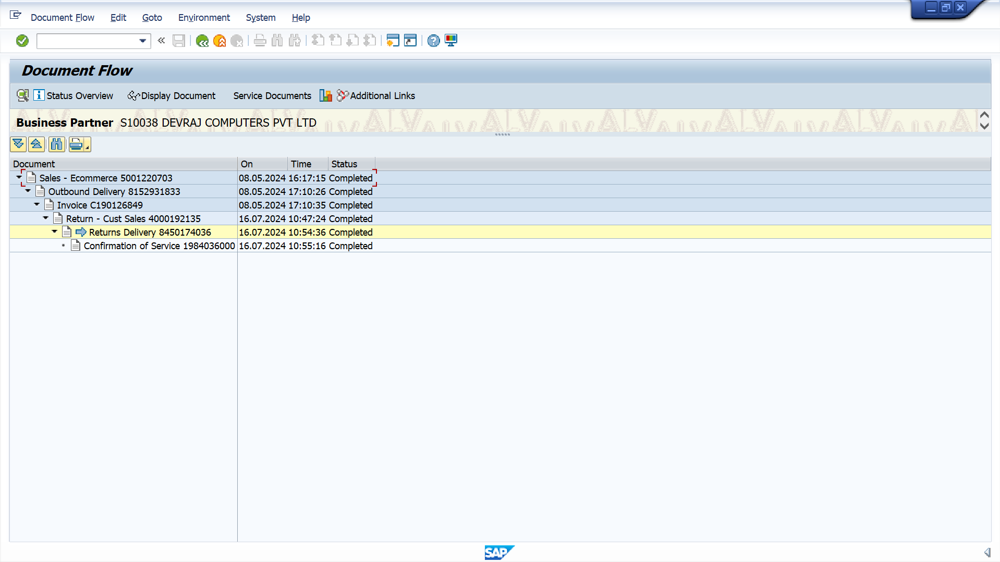 Document Flow Edit Goto Environment System Help
Document Flow
Status Overview Display Document Service Documents Additional Links
Business Partner S10038 DEVRAJ COMPUTERS PVT LTD
Document On Time Status
Sales - Ecommerce 5001220703 08.05.2024 16:17:15 Completed
Outbound Delivery 8152931833 08.05.2024 17:10:26 Completed
Invoice C190126849 08.05.2024 17:10:35 Completed
Return - Cust Sales 4000192135 16.07.2024 10:47:24 Completed
Returns Delivery 8450174036 16.07.2024 10:54:36 Completed
Confirmation of Service 1984036000 16.07.2024 10:55:16 Completed
SAP